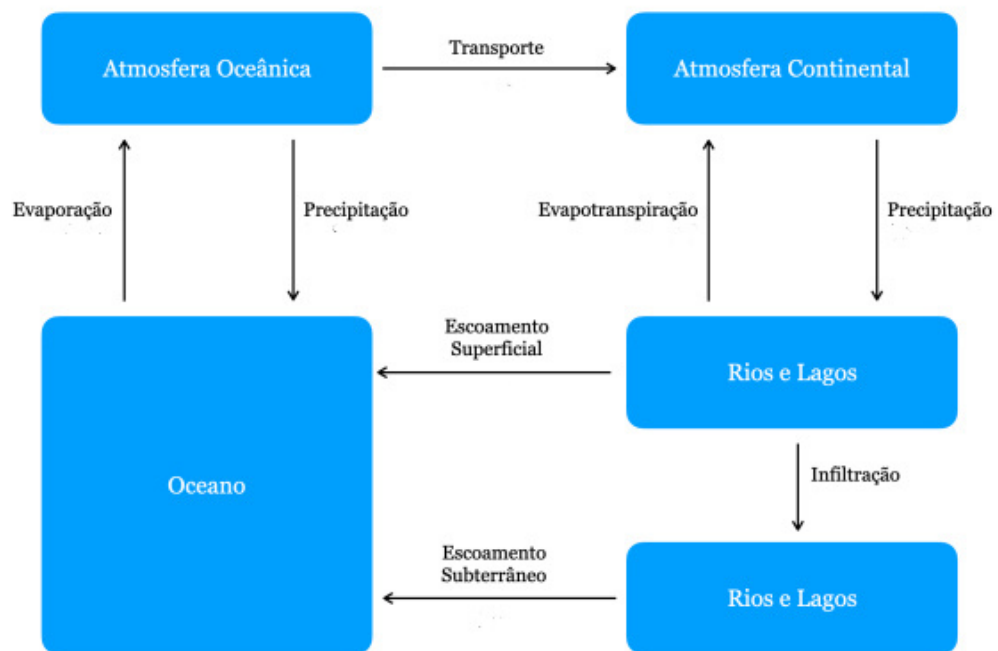 Transporte
Atmosfera Oceânica
Atmosfera Continental
Evaporação
Precipitação
Evapotranspiração
Precipitação
Escoamento
Superficial
Rios e Lagos
Oceano
Infiltração
Escoamento
Subterrâneo
Rios e Lagos